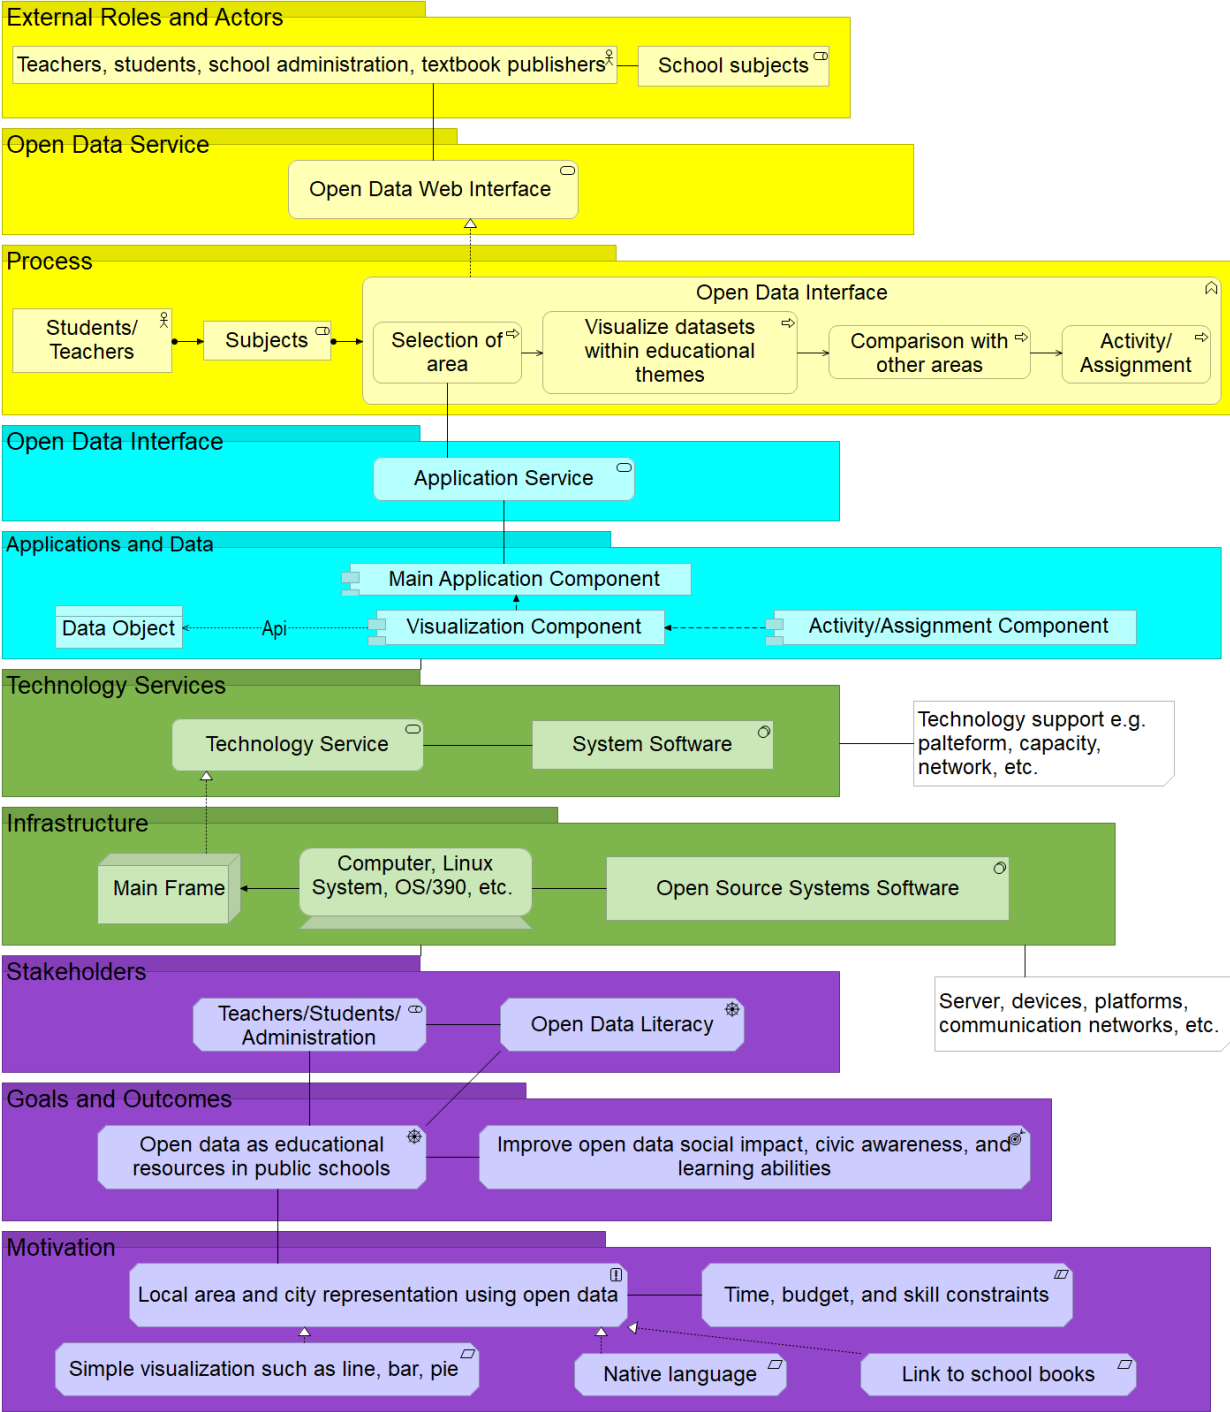 External Roles and Actors
Teachers, students, school administration, textbook publishers
School subjects
Open Data Service
Open Data Web Interface
Process
Open Data Interface
Students/
Teachers
Subjects
Selection of
area
Visualize datasets
within educational
themes
Comparison with
other areas
Activity/
Assignment
Open Data Interface
Application Service
Applications and Data
Main Application Component
Data Object
Api
Visualization Component
Activity/Assignment Component
Technology Services
Technology Service
System Software
Technology support e.g.
palteform, capacity,
network, etc.
Infrastructure
Main Frame
Computer, Linux
System, OS/390, etc.
Open Source Systems Software
Server, devices, platforms,
communication networks, etc.
Stakeholders
Teachers/Students/
Administration
Open Data Literacy
Goals and Outcomes
Open data as educational
resources in public schools
Improve open data social impact, civic awareness, and
learning abilities
Motivation
Local area and city representation using open data
Time, budget, and skill constraints
Simple visualization such as line, bar, pie
Native language
Link to school books